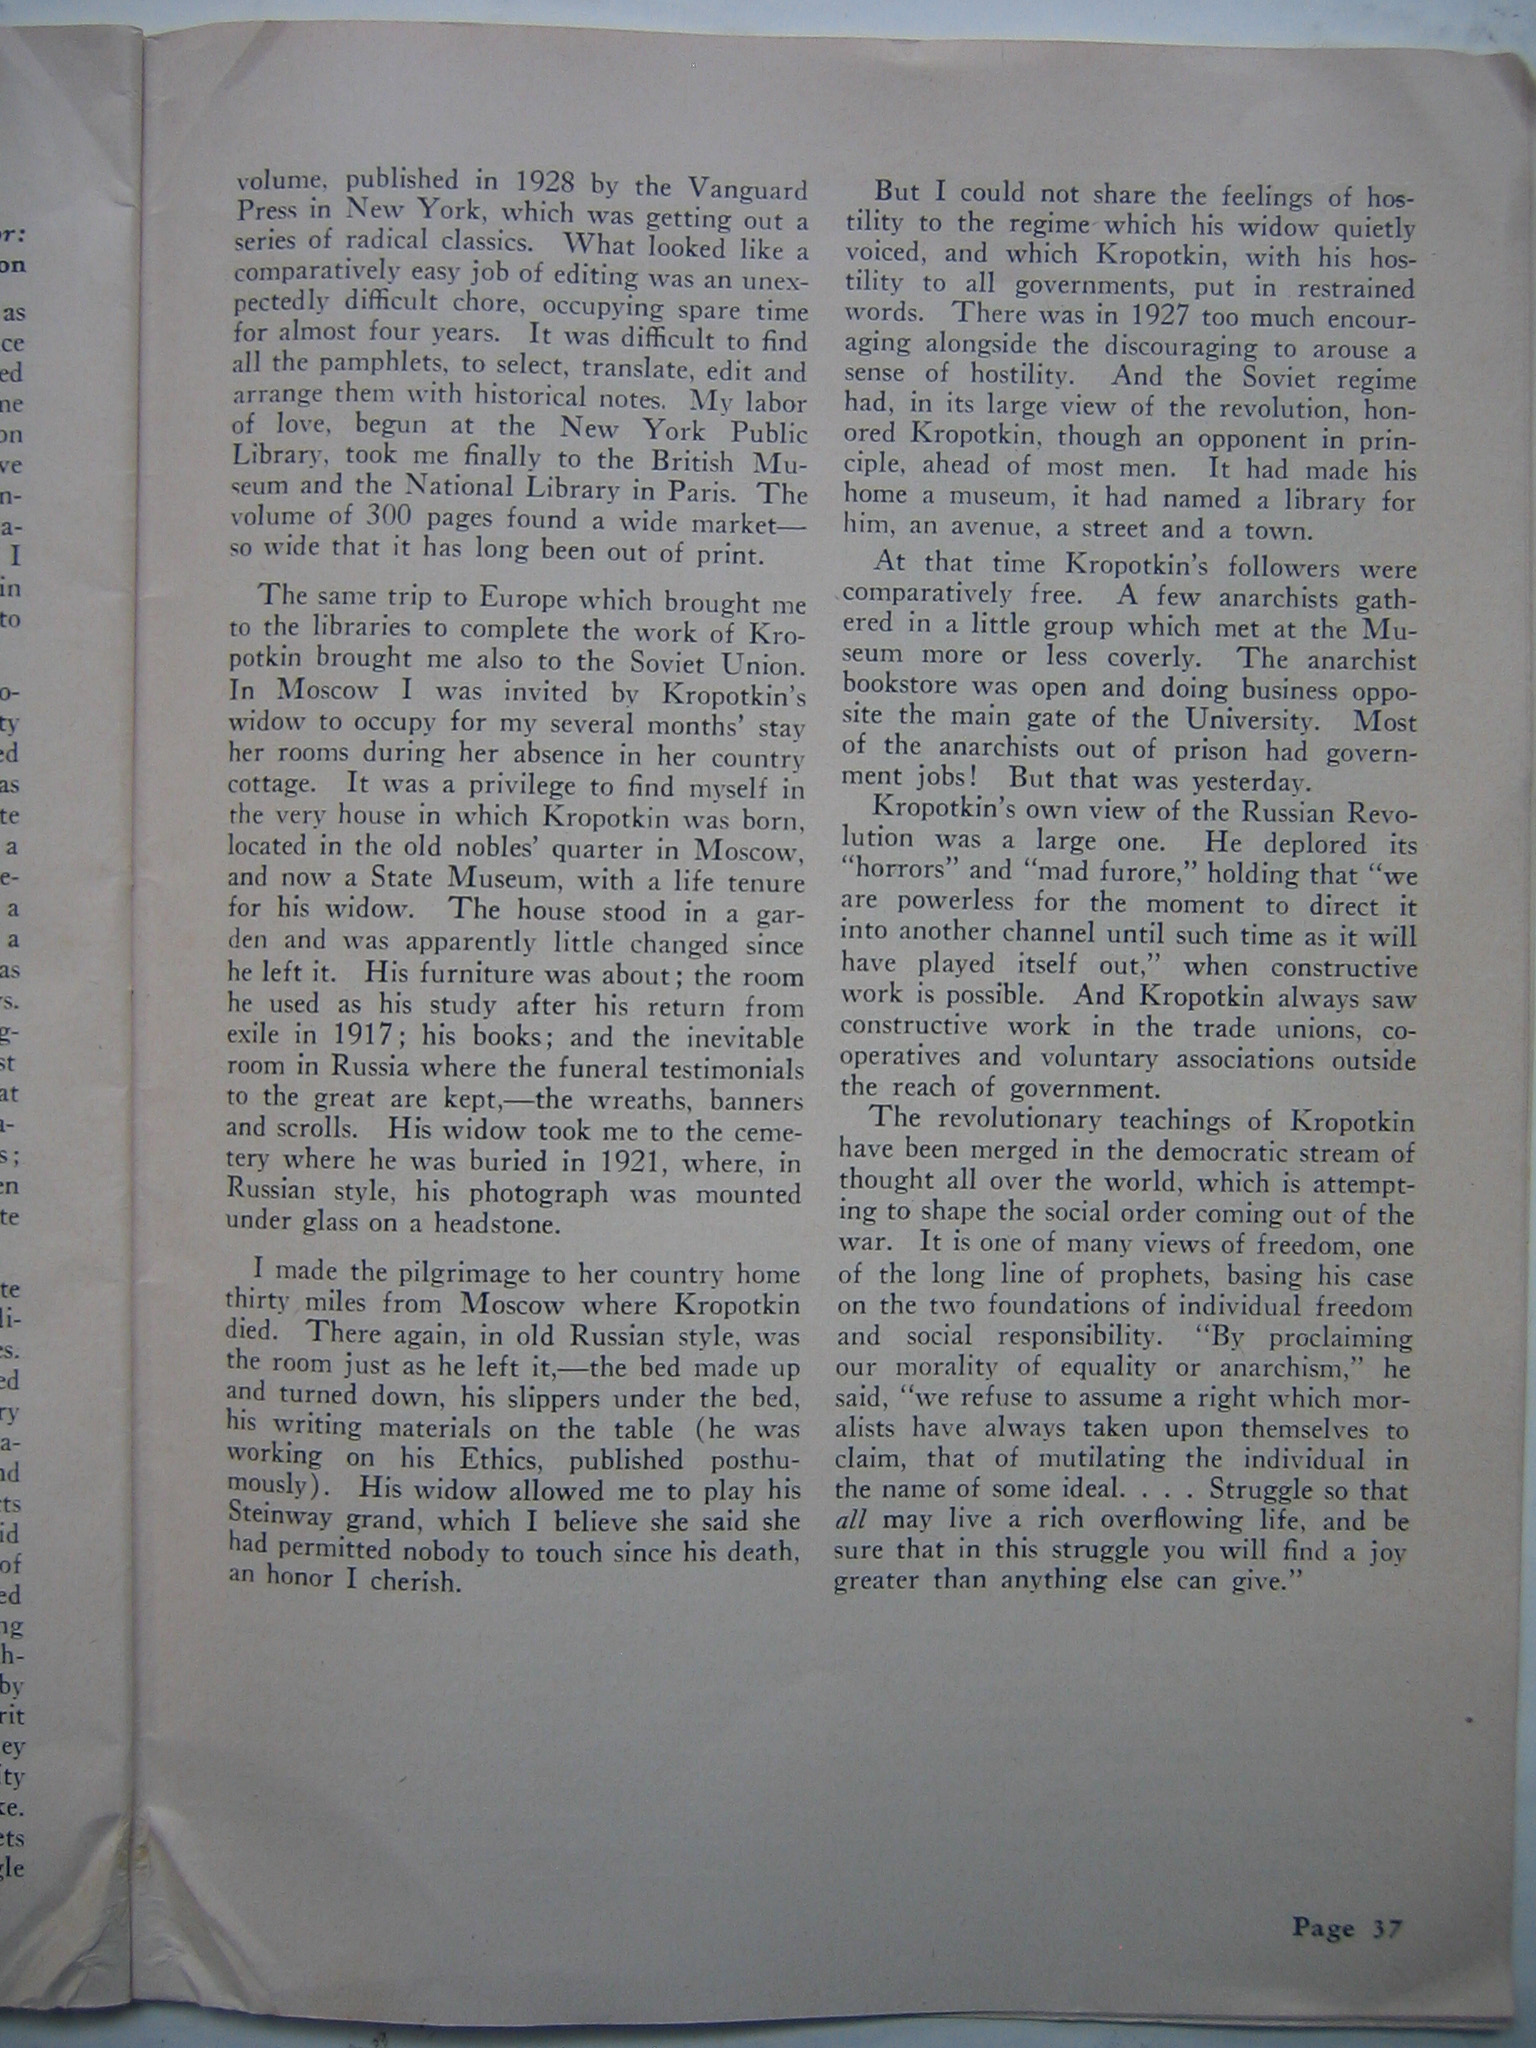 volume, published in 1928 by the Vanguard
Press in New York, which was getting out a
series of radical classics. What looked like a
comparatively easy job of editing was an unex-
pectedly difficult chore, occupying spare time
for almost four years. It was difficult to find
all the pamphlets, to select, translate, edit and
arrange them with historical notes. My labor
of love, begun at the New York Public
Library, took me finally to the British Mu-
seum and the National Library in Paris. The
volume of 300 pages found a wide market—
so wide that it has long been out of print.
The same trip to Europe which brought me
to the libraries to complete the work of Kro-
potkin brought me also to the Soviet Union.
In Moscow I was invited by Kropotkin's
widow to occupy for my several months' stay
her rooms during her absence in her country
cottage. It was a privilege to find myself in
the very house in which Kropotkin was born,
located in the old nobles' quarter in Moscow,
and now a State Museum, with a life tenure
for his widow. The house stood in a gar-
den and was apparently little changed since
he left it. His furniture was about; the room
he used as his study after his return from
exile in 1917; his books; and the inevitable
room in Russia where the funeral testimonials
to the great are kept,—the wreaths, banners
and scrolls. His widow took me to the ceme-
tery where he was buried in 1921, where, in
Russian style, his photograph was mounted
under glass on a headstone.
I made the pilgrimage to her country home
thirty miles from Moscow where Kropotkin
died. There again, in old Russian style, was
the room just as he left it,—the bed made up
and turned down, his slippers under the bed,
his writing materials on the table (he was
working on his Ethics, published posthu-
mously). His widow allowed me to play his
Steinway grand, which I believe she said she
had permitted nobody to touch since his death,
an honor I cherish.
But I could not share the feelings of hos-
tility to the regime which his widow quietly
voiced, and which Kropotkin, with his hos-
tility to all governments, put in restrained
words. There was in 1927 too much encour-
aging alongside the discouraging to arouse a
sense of hostility. And the Soviet regime
had, in its large view of the revolution, hon-
ored Kropotkin, though an opponent in prin-
ciple, ahead of most men. It had made his
home a museum, it had named a library for
him, an avenue, a street and a town.
At that time Kropotkin's followers were
comparatively free. A few anarchists gath-
ered in a little group which met at the Mu-
seum more or less coverly. The anarchist
bookstore was open and doing business oppo-
site the main gate of the University. Most
of the anarchists out of prison had govern-
ment jobs! But that was yesterday.
Kropotkin's own view of the Russian Revo-
lution was a large one. He deplored its
"horrors" and "mad furore," holding that "we
are powerless for the moment to direct it
into another channel until such time as it will
have played itself out," when constructive
work is possible. And Kropotkin always saw
constructive work in the trade unions, co-
operatives and voluntary associations outside
the reach of government.
The revolutionary teachings of Kropotkin
have been merged in the democratic stream of
thought all over the world, which is attempt-
ing to shape the social order coming out of the
war. It is one of many views of freedom, one
of the long line of prophets, basing his case
on the two foundations of individual freedom
and social responsibility. "By proclaiming
our morality of equality or anarchism," he
said, "we refuse to assume a right which mor-
alists have always taken upon themselves to
claim, that of mutilating the individual in
the name of some ideal. . . . Struggle so that
all may live a rich overflowing life, and be
sure that in this struggle you will find a joy
greater than anything else can give."
Page 37